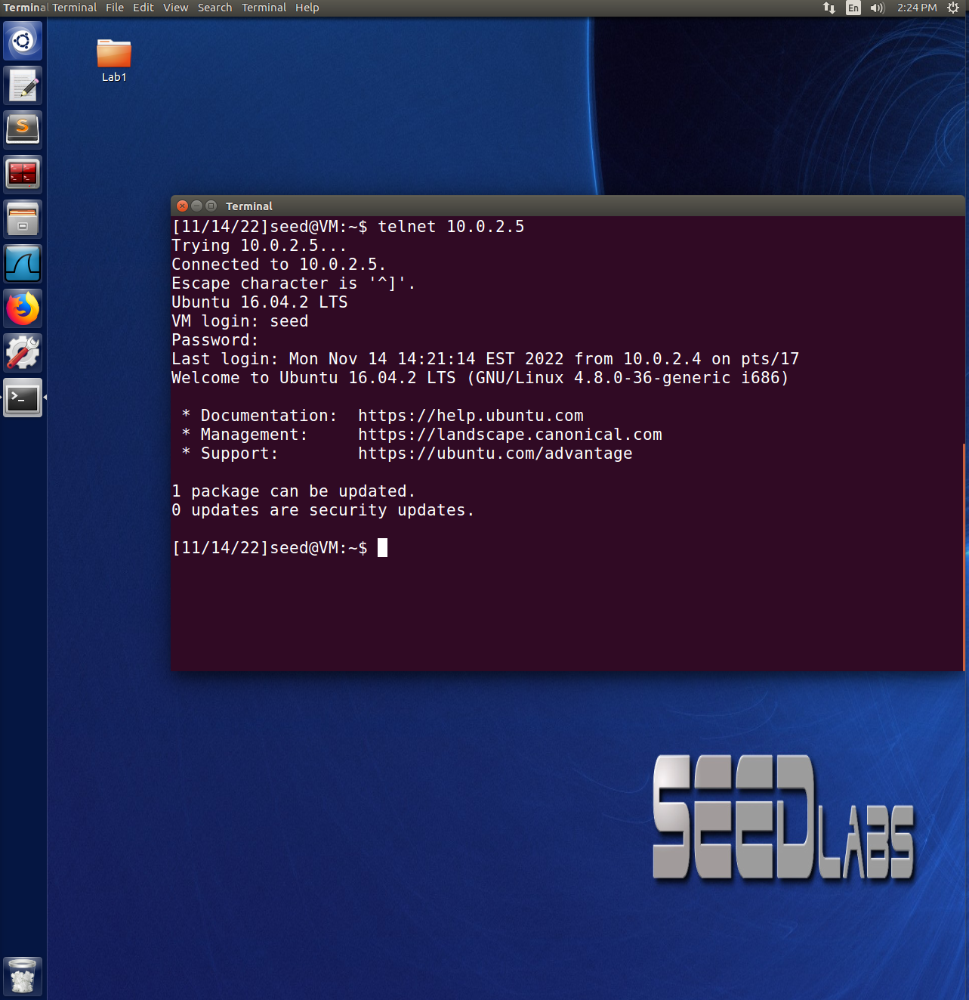 Terminal Terminal File Edit View Search Terminal Help En 2:24 PM
Lab1
Terminal
[11/14/22]seed@VM:~$ telnet 10.0.2.5
Trying 10.0.2.5...
Connected to 10.0.2.5.
Escape character is '^]'.
Ubuntu 16.04.2 LTS
VM login: seed
Password:
Last login: Mon Nov 14 14:21:14 EST 2022 from 10.0.2.4 on pts/17
Welcome to Ubuntu 16.04.2 LTS (GNU/Linux 4.8.0-36-generic i686)
 * Documentation:  https://help.ubuntu.com
 * Management:     https://landscape.canonical.com
 * Support:        https://ubuntu.com/advantage
1 package can be updated.
0 updates are security updates.
[11/14/22]seed@VM:~$
SEEDLABS